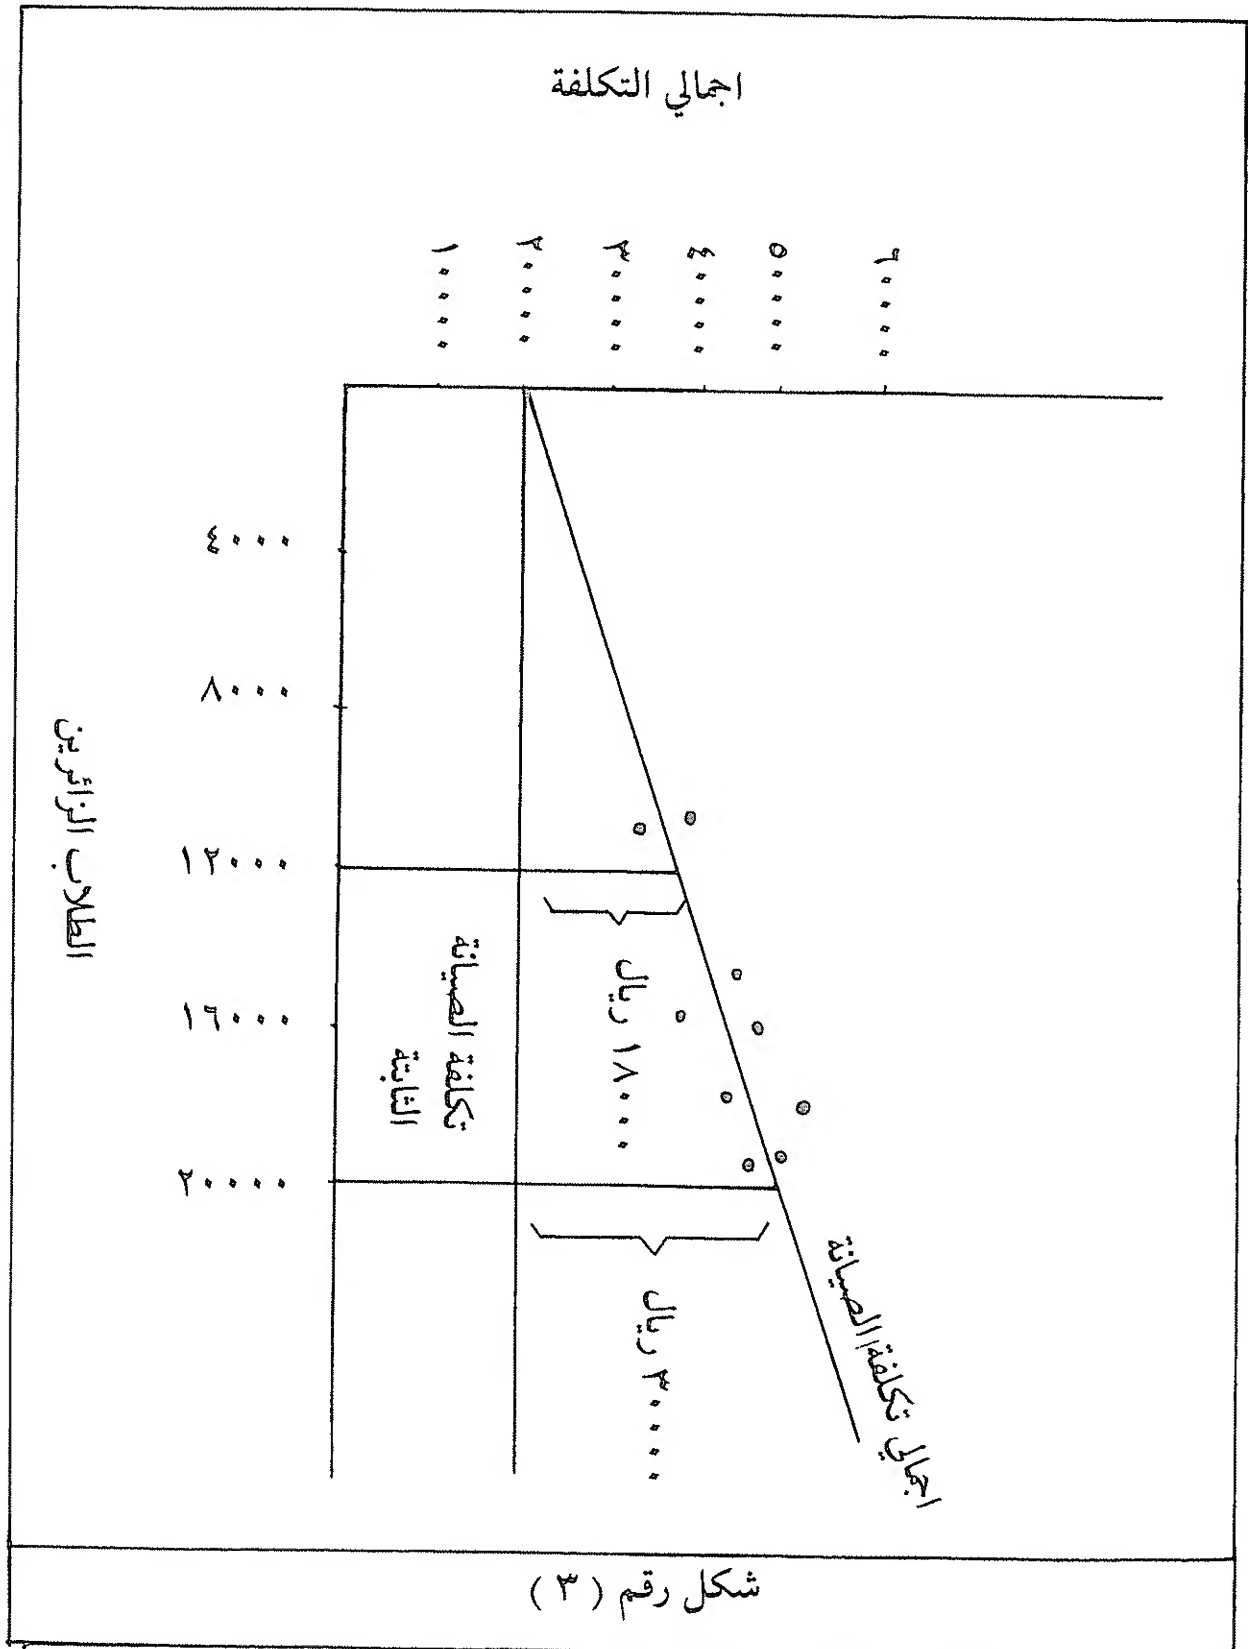 اجمالي التكلفة
١٠٠٠٠
٢٠٠٠٠
٣٠٠٠٠
٤٠٠٠٠
٥٠٠٠٠
٦٠٠٠٠
٤٠٠٠
٨٠٠٠
١٢٠٠٠
١٦٠٠٠
٢٠٠٠٠
الطلاب الزائرين
تكلفة الصيانة
الثابتة
١٨٠٠٠ ريال
٣٠٠٠٠ ريال
اجمالي تكلفة الصيانة
شكل رقم ( ٣ )